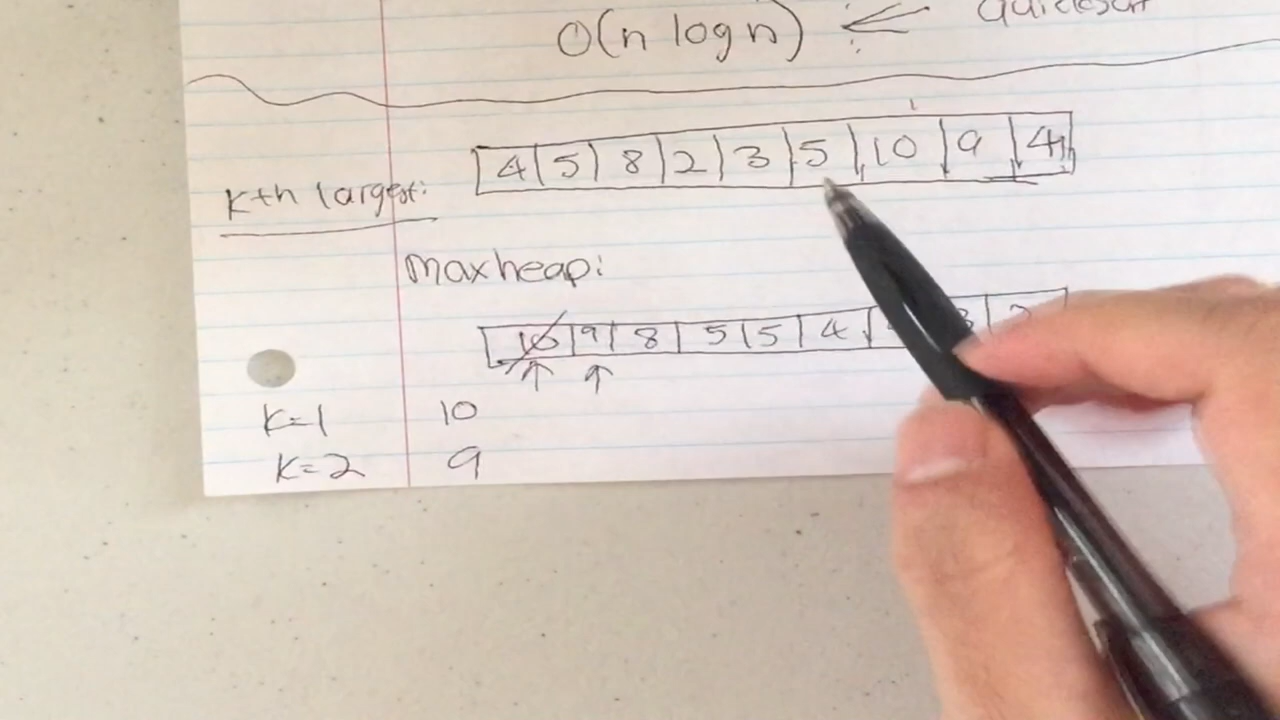 O(n log n) ←
Kth largest: 4 5 8 2 3 5 10 9 4
Maxheap:
10 9 8 5 5 4
K=1 10
K=2 9